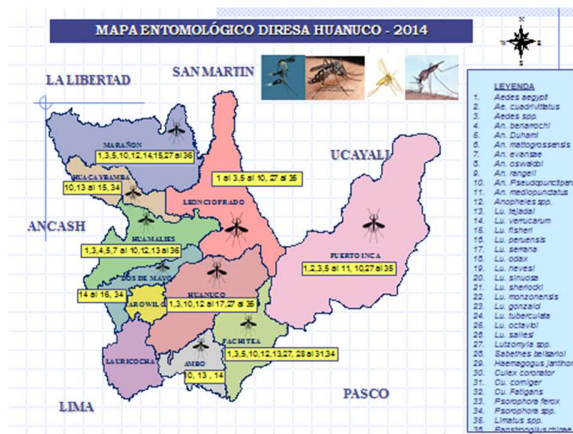 MAPA ENTOMOLÓGICO DIRESA HUANUCO - 2014
LA LIBERTAD
SAN MARTIN
UCAYALI
ANCASH
LIMA
PASCO
MARAÑON
1,3,5,10,12,14,15,27 al 36
HUACAYBAMBA
10,13 al 15, 34
LEONCIO PRADO
1 al 3,5 al 10, 27 al 35
HUAMALIES
1,3,4,5,7 al 10,12,13 al 36
PUERTO INCA
1,2,3,5 al 11, 10,27 al 35
DOS DE MAYO
14 al 16, 34
YAROWILCA
HUANUCO
1,3,10,12 al 17,27 al 35
PACHITEA
1,3,5,10,12,13,27, 28 al 31,34
LAURICOCHA
AMBO
10, 13 , 14
LEYENDA
1. Aedes aegypti
2. Ae. cuadrivittatus
3. Aedes spp.
4. An. benarrochi
5. An. Dunhami
6. An. mattogrossensis
7. An. evansae
8. An. oswaldoi
9. An. rangeli
10. An. Pseudopunctipen
11. An. mediopunctatus
12. Anopheles spp.
13. Lu. tejadai
14. Lu. verrucarum
15. Lu. fisheri
16. Lu. peruensis
17. Lu. serrana
18. Lu. odax
19. Lu. nevesi
20. Lu. sinuosa
21. Lu. sherlocki
22. Lu. monzonensis
23. Lu. gonzaloi
24. Lu. tuberculata
25. Lu. octavioi
26. Lu. sallesi
27. Lutzomyia spp.
28. Sabethes belisarioi
29. Haemagogus janthon
30. Culex coronator
31. Cu. corniger
32. Cu. Fatigans
33. Psorophora ferox
34. Psorophora spp.
35. Limatus spp.
36.